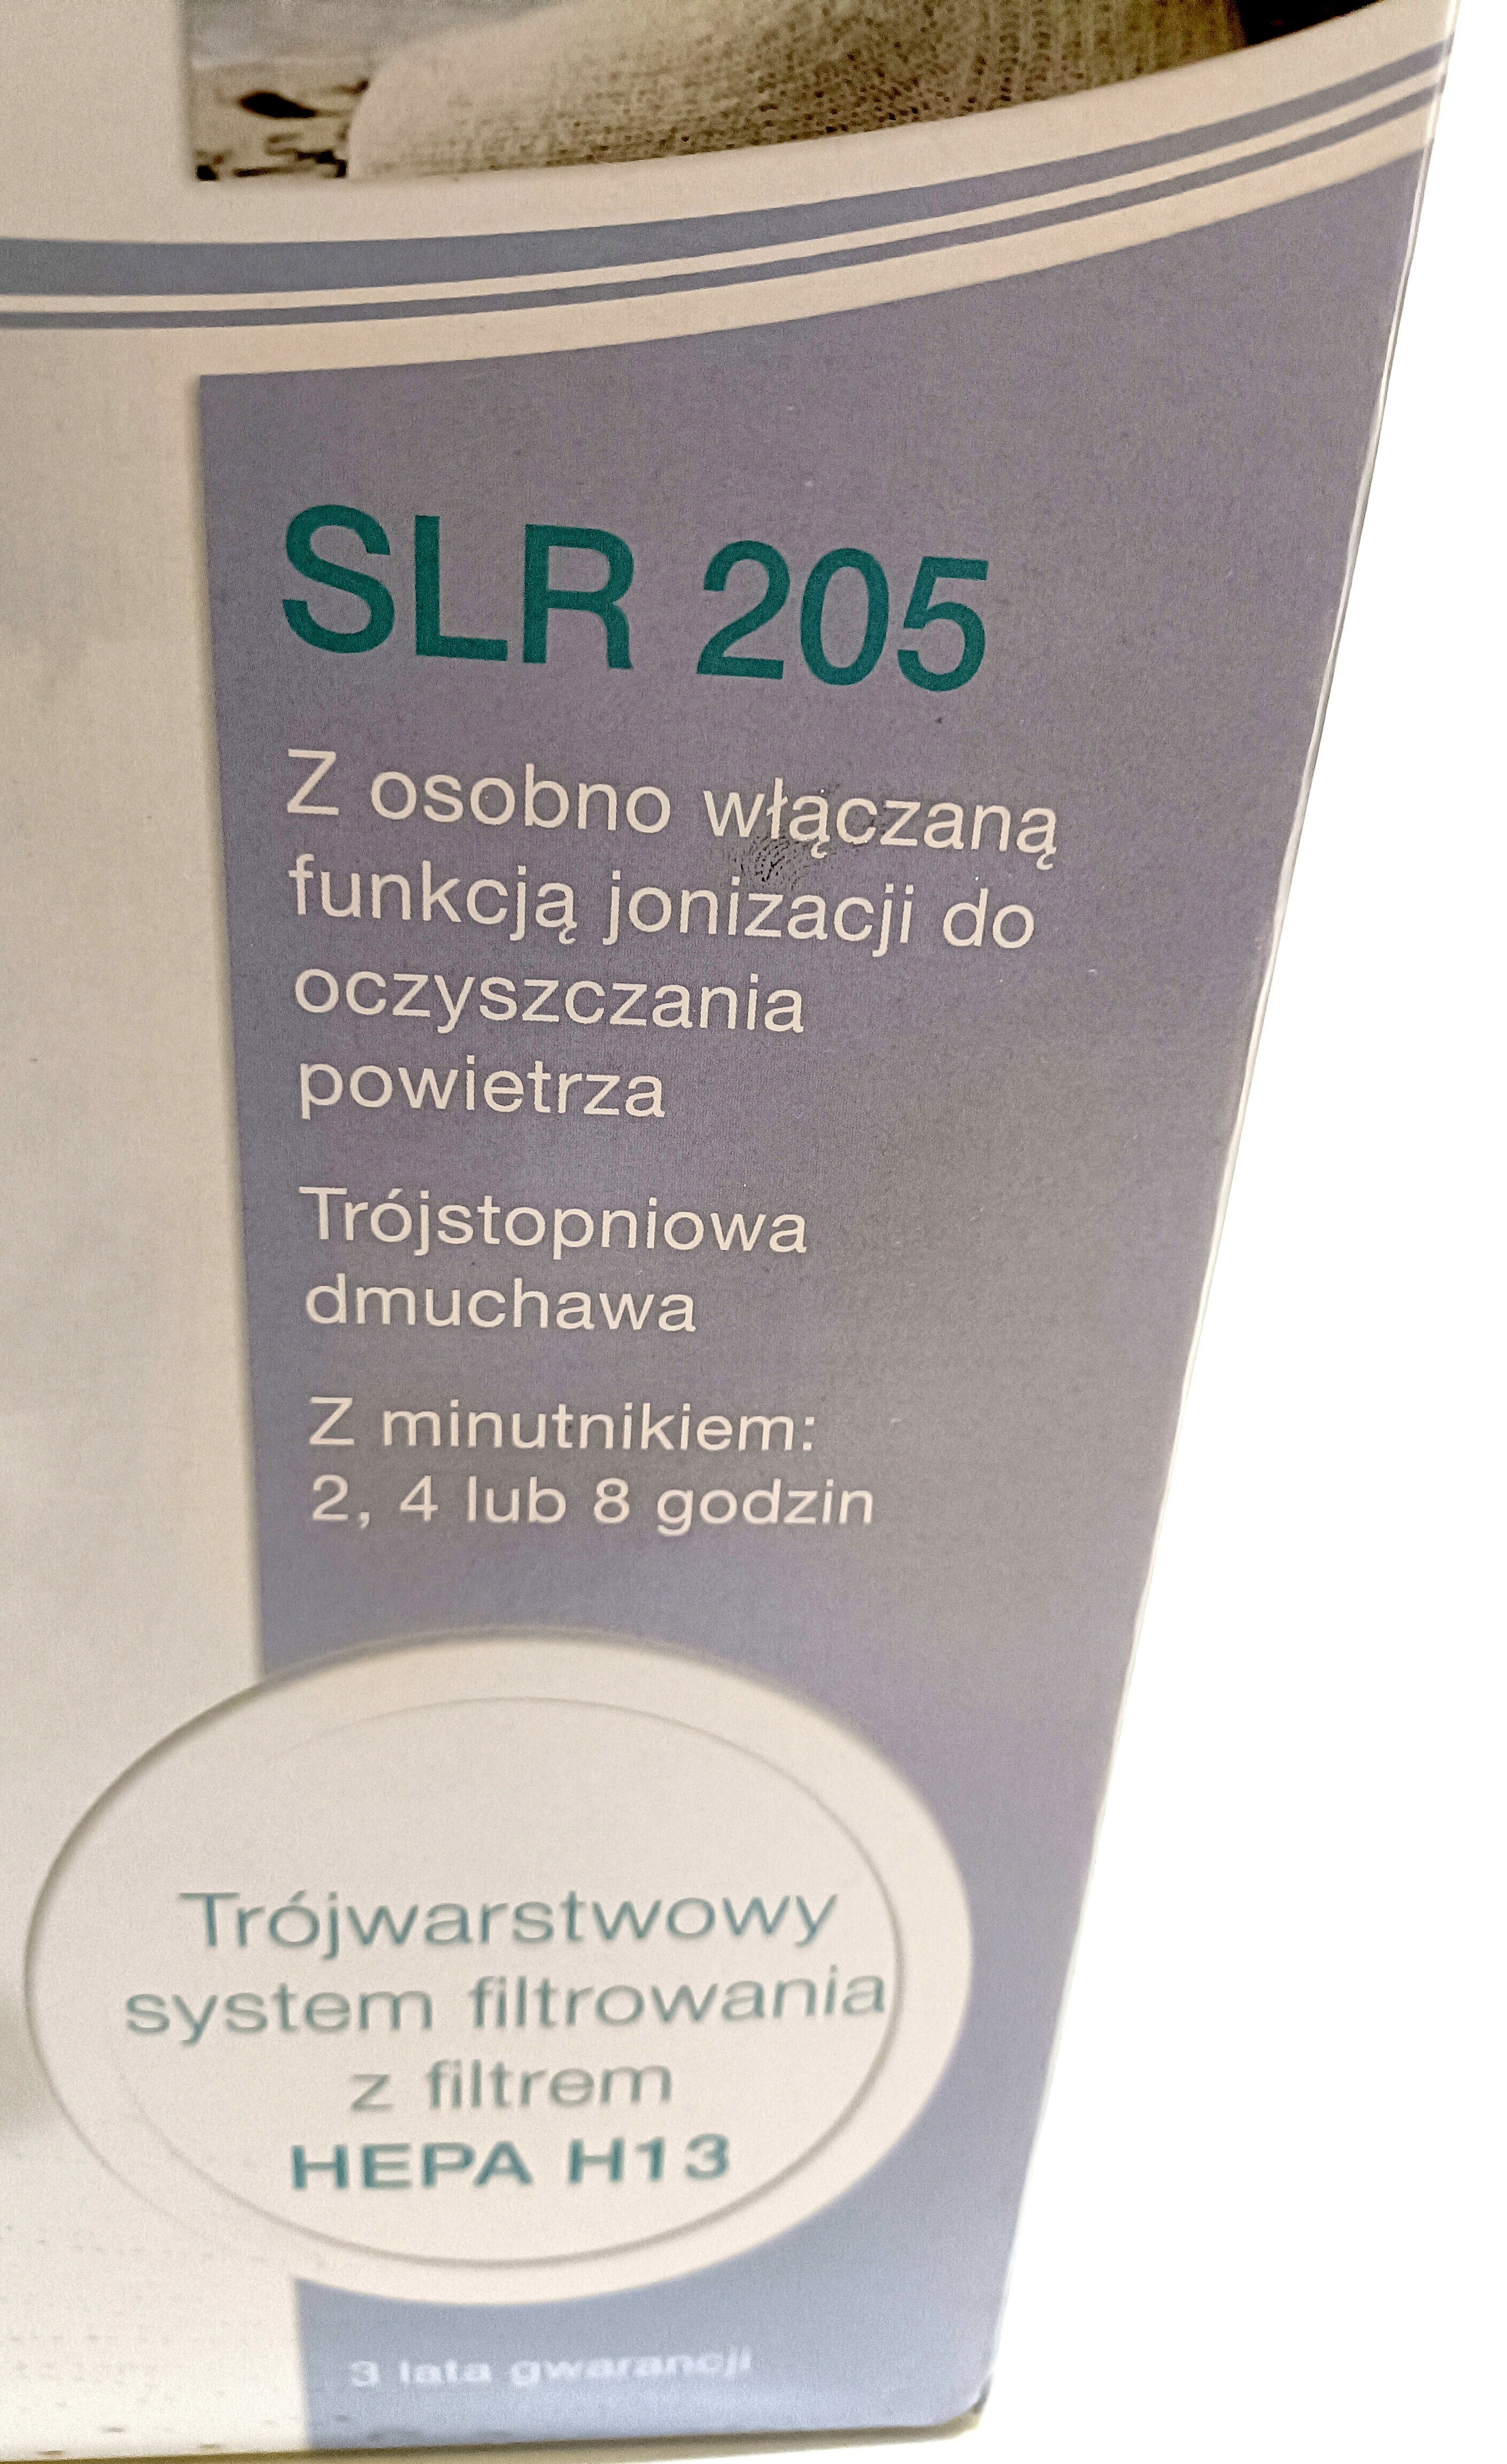 SLR 205
Z osobno włączaną
funkcją jonizacji do
oczyszczania
powietrza
Trójstopniowa
dmuchawa
Z minutnikiem:
2, 4 lub 8 godzin
Trójwarstwowy
system filtrowania
z filtrem
HEPA H13
3 lata gwarancji